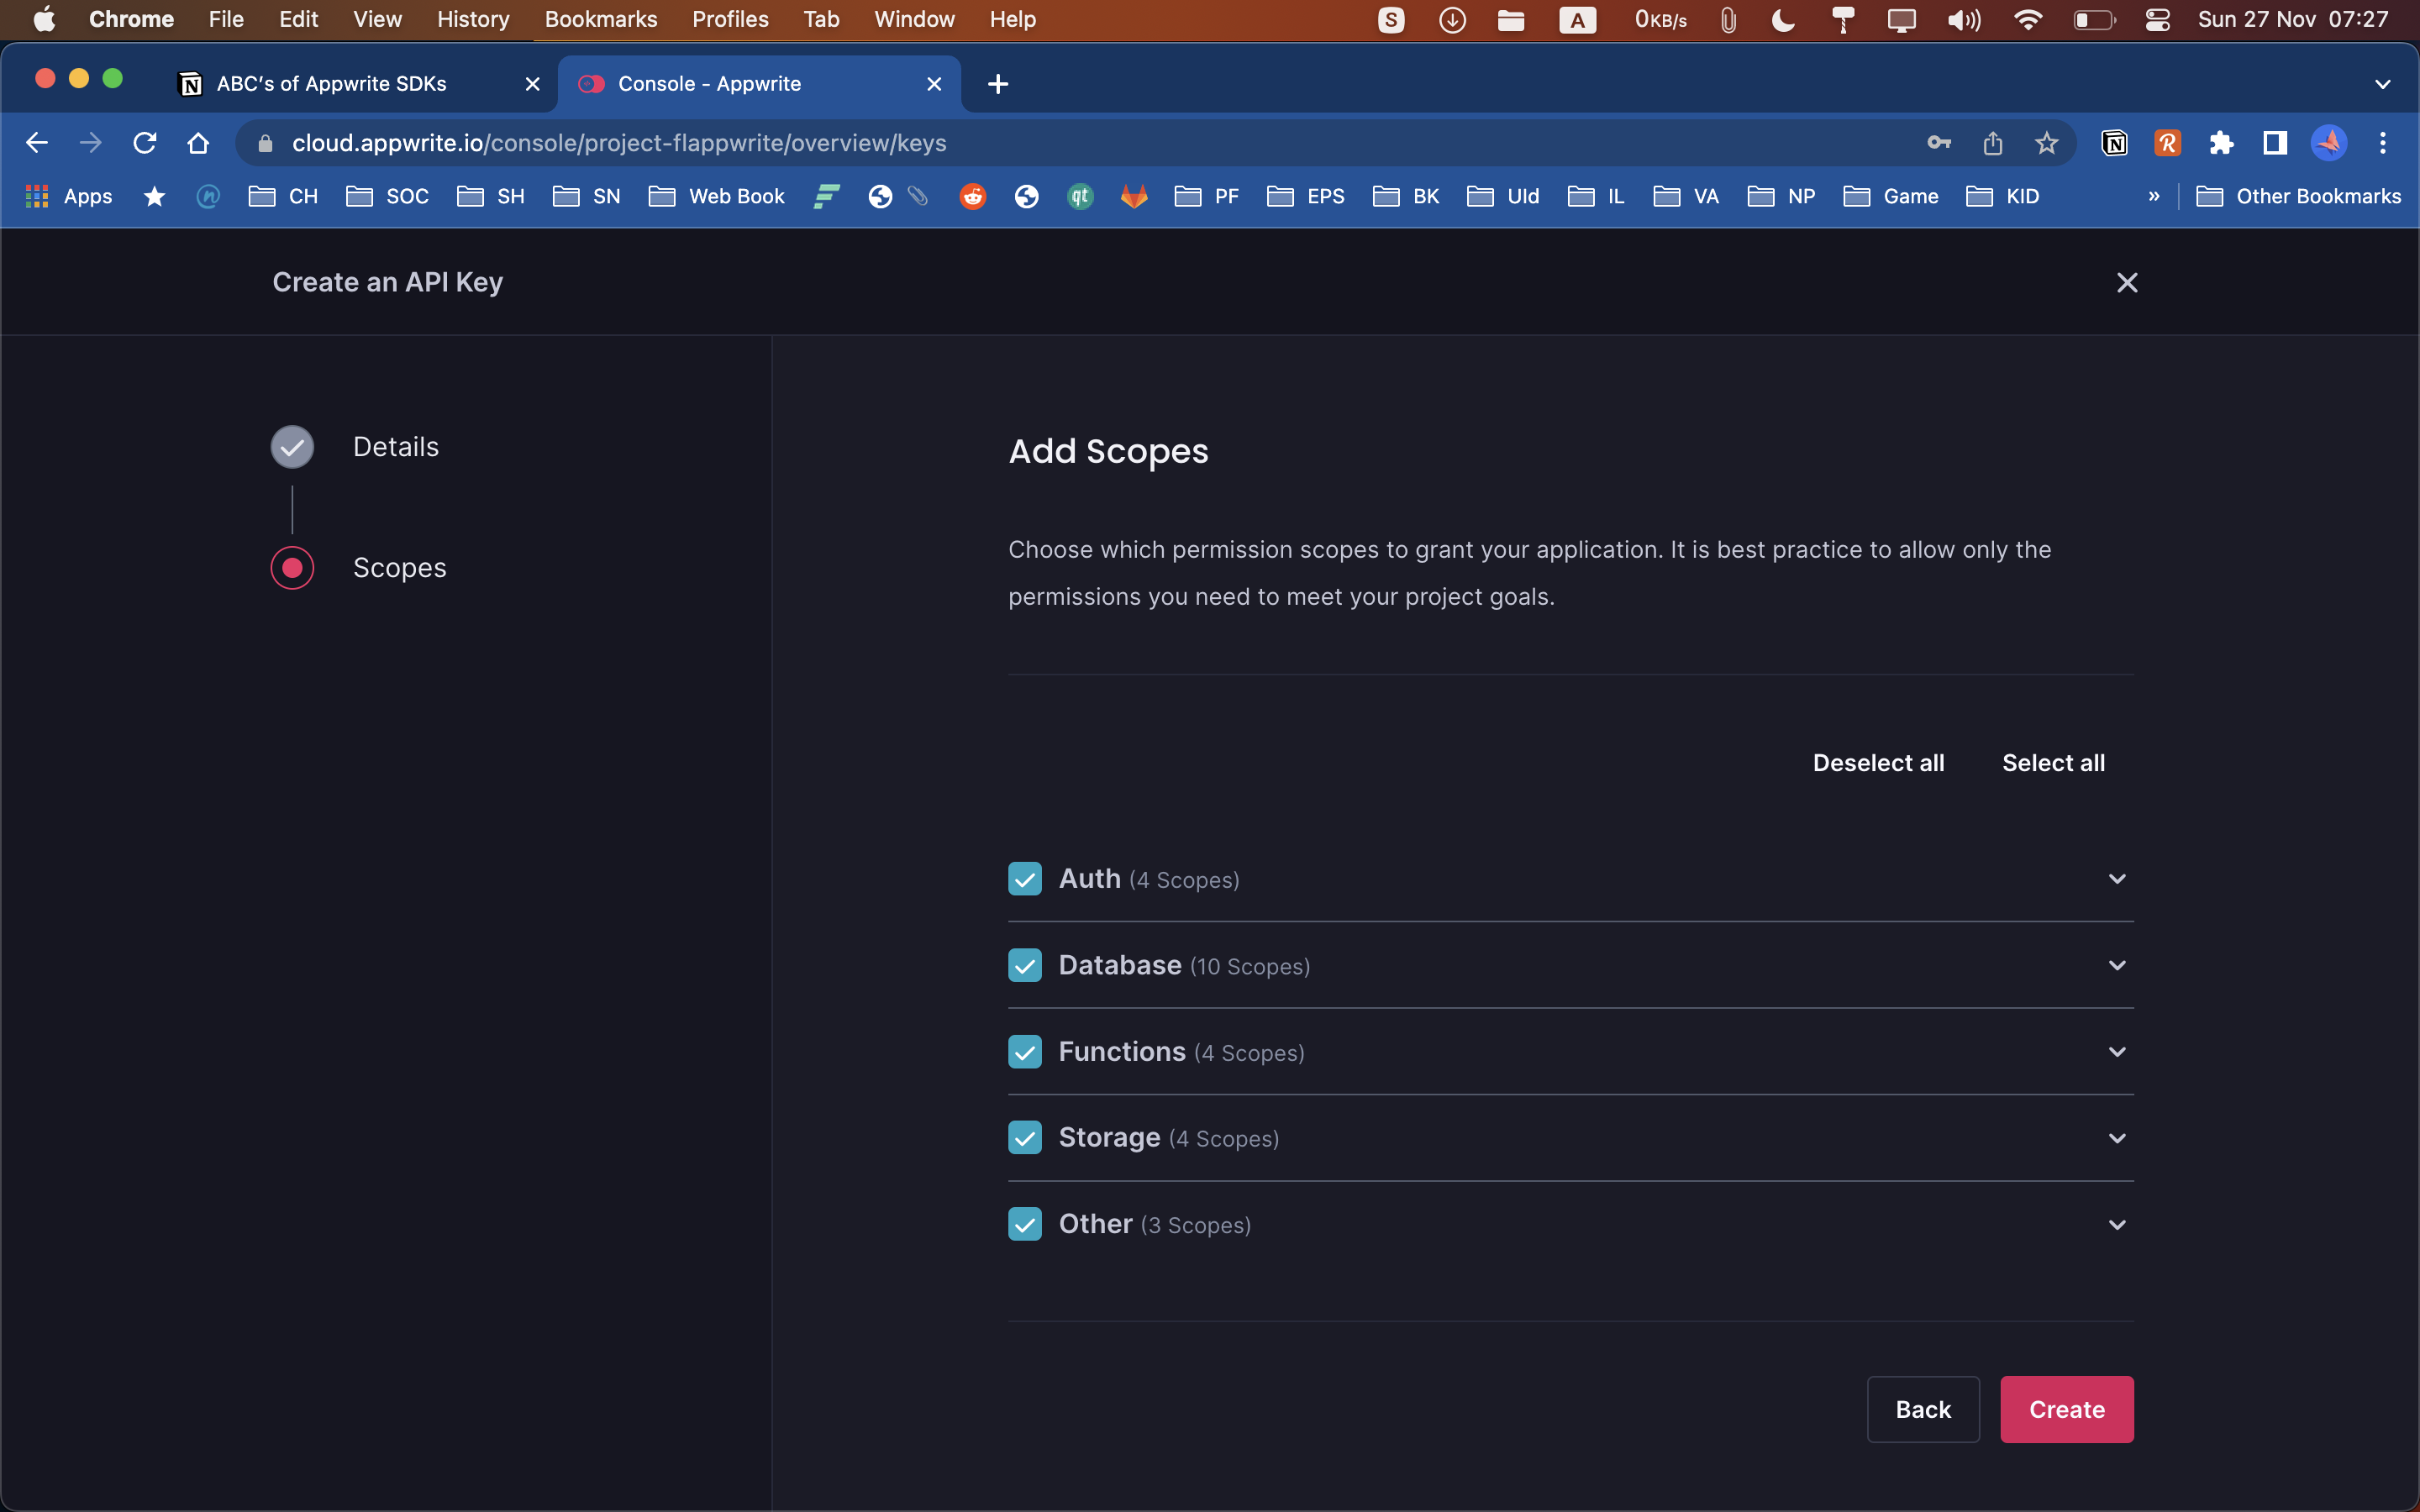 Chrome File Edit View History Bookmarks Profiles Tab Window Help S A 0KB/s Sun 27 Nov 07:27
ABC's of Appwrite SDKs Console - Appwrite
cloud.appwrite.io/console/project-flappwrite/overview/keys
Apps CH SOC SH SN Web Book qt PF EPS BK UId IL VA NP Game KID » Other Bookmarks
Create an API Key
Details
Scopes
Add Scopes
Choose which permission scopes to grant your application. It is best practice to allow only the
permissions you need to meet your project goals.
Deselect all Select all
Auth (4 Scopes)
Database (10 Scopes)
Functions (4 Scopes)
Storage (4 Scopes)
Other (3 Scopes)
Back Create